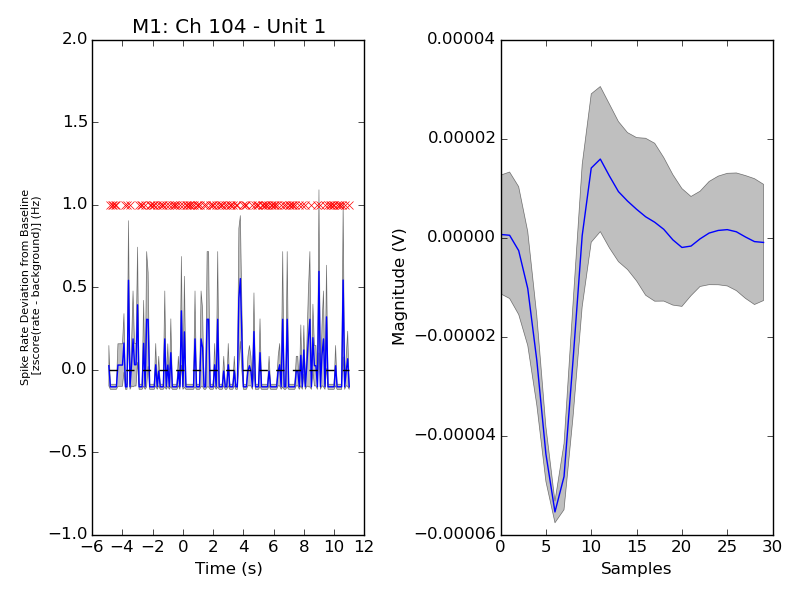 M1: Ch 104 - Unit 1
2.0
1.5
1.0
0.5
0.0
−0.5
−1.0
−6 −4 −2 0 2 4 6 8 10 12
Time (s)
Spike Rate Deviation from Baseline
[zscore(rate - background)] (Hz)
0.00004
0.00002
0.00000
−0.00002
−0.00004
−0.00006
0 5 10 15 20 25 30
Samples
Magnitude (V)